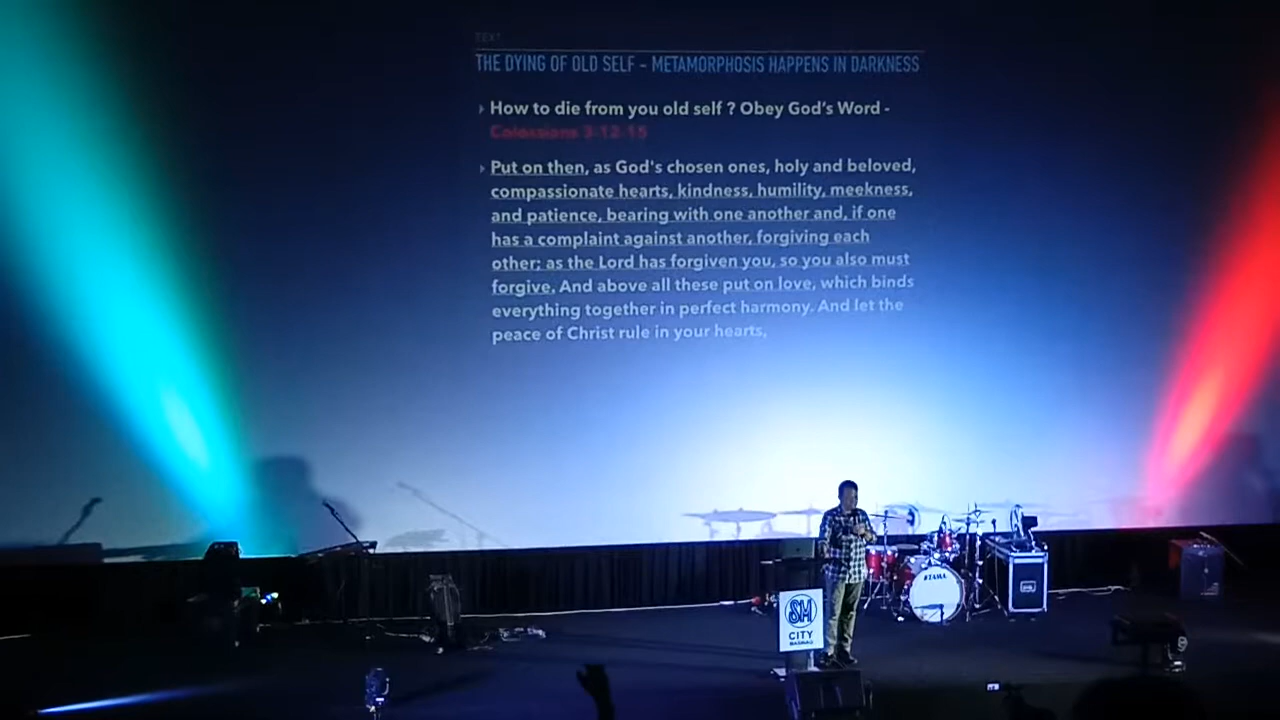 TEXT
THE DYING OF OLD SELF - METAMORPHOSIS HAPPENS IN DARKNESS
How to die from you old self ? Obey God's Word -
Colossians 3:12-15
Put on then, as God's chosen ones, holy and beloved,
compassionate hearts, kindness, humility, meekness,
and patience, bearing with one another and, if one
has a complaint against another, forgiving each
other; as the Lord has forgiven you, so you also must
forgive. And above all these put on love, which binds
everything together in perfect harmony. And let the
peace of Christ rule in your hearts,
TAMA
SM
CITY